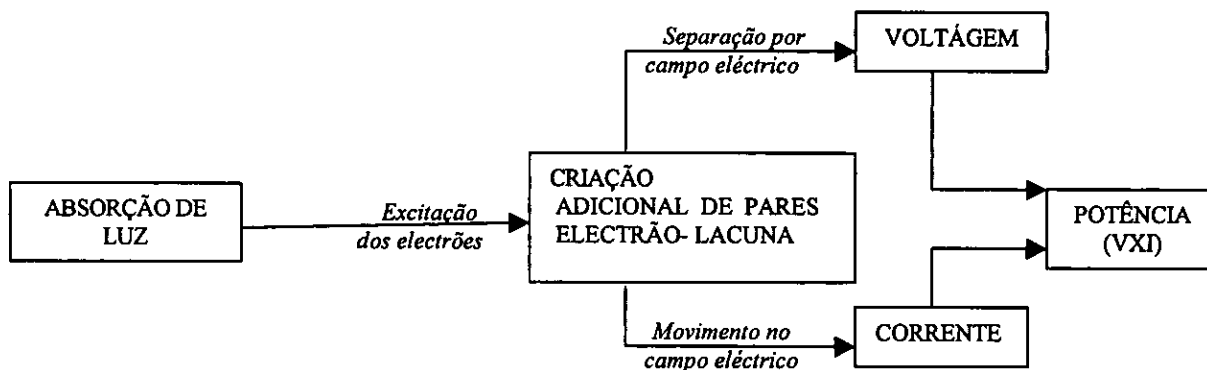 ABSORÇÃO DE
LUZ
Excitação
dos electrões
CRIAÇÃO
ADICIONAL DE PARES
ELECTRÃO- LACUNA
Separação por
campo eléctrico
VOLTÁGEM
Movimento no
campo eléctrico
CORRENTE
POTÊNCIA
(VXI)